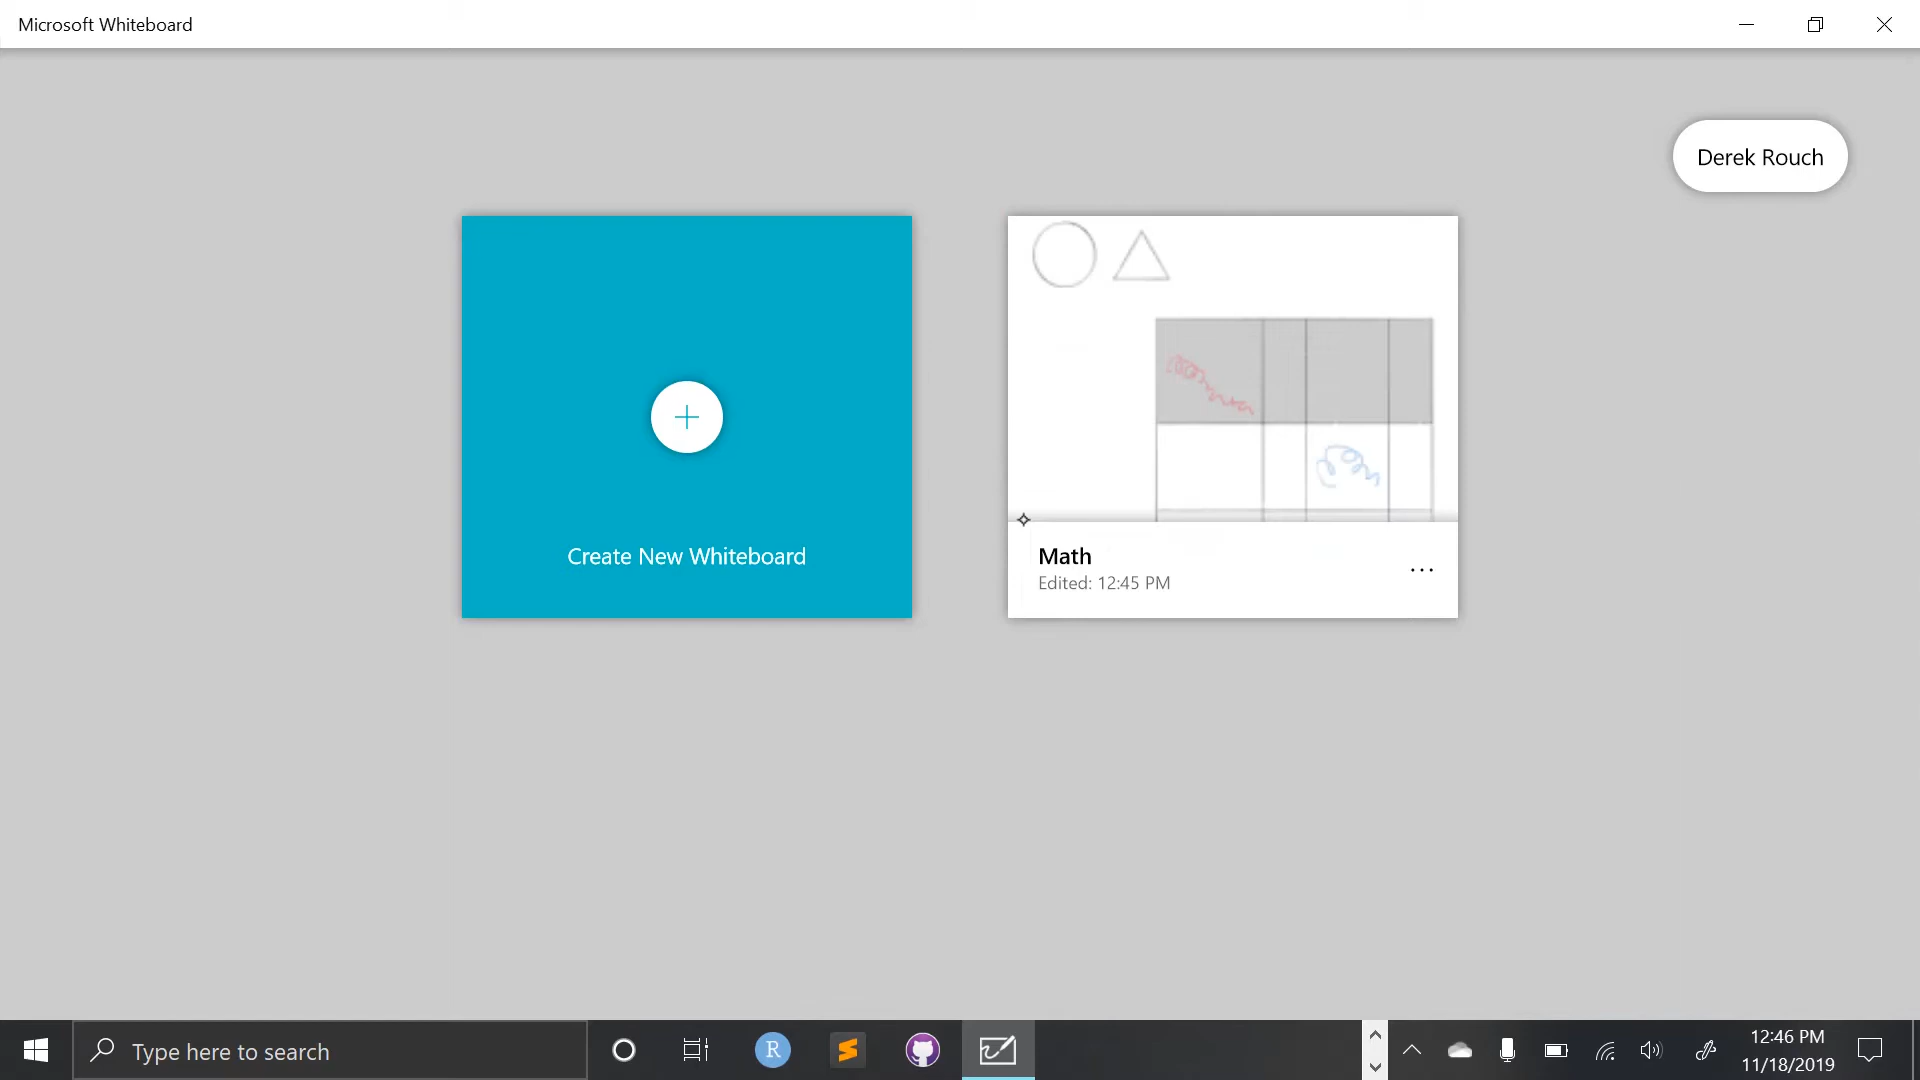 Microsoft Whiteboard
Derek Rouch
Create New Whiteboard
Math
Edited: 12:45 PM
Type here to search
R
12:46 PM
11/18/2019